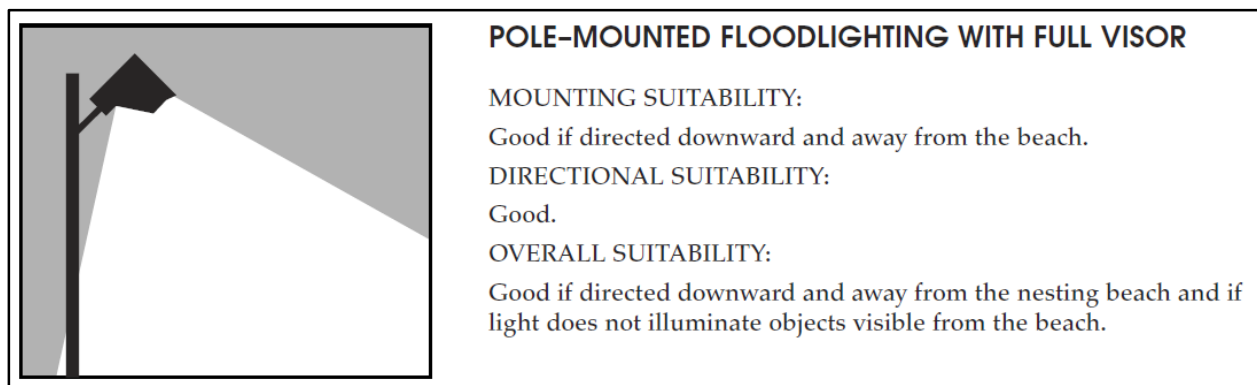 POLE–MOUNTED FLOODLIGHTING WITH FULL VISOR
MOUNTING SUITABILITY:
Good if directed downward and away from the beach.
DIRECTIONAL SUITABILITY:
Good.
OVERALL SUITABILITY:
Good if directed downward and away from the nesting beach and if
light does not illuminate objects visible from the beach.